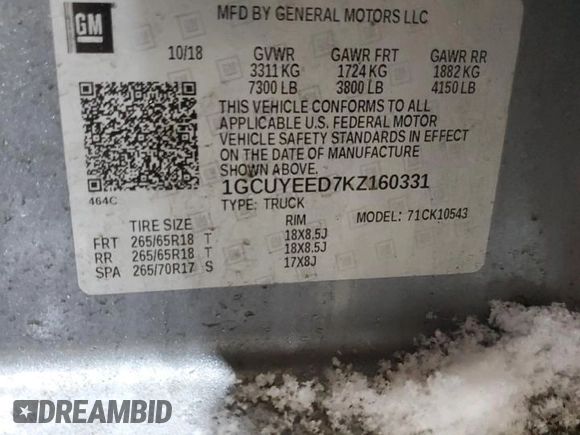 GM
MFD BY GENERAL MOTORS LLC
10/18 GVWR GAWR FRT GAWR RR
3311 KG 1724 KG 1882 KG
7300 LB 3800 LB 4150 LB
THIS VEHICLE CONFORMS TO ALL
APPLICABLE U.S. FEDERAL MOTOR
VEHICLE SAFETY STANDARDS IN EFFECT
ON THE DATE OF MANUFACTURE
SHOWN ABOVE.
1GCUYEED7KZ160331
464C
TYPE: TRUCK MODEL: 71CK10543
TIRE SIZE RIM
FRT 265/65R18 T 18X8.5J
RR 265/65R18 T 18X8.5J
SPA 265/70R17 S 17X8J
DREAMBID